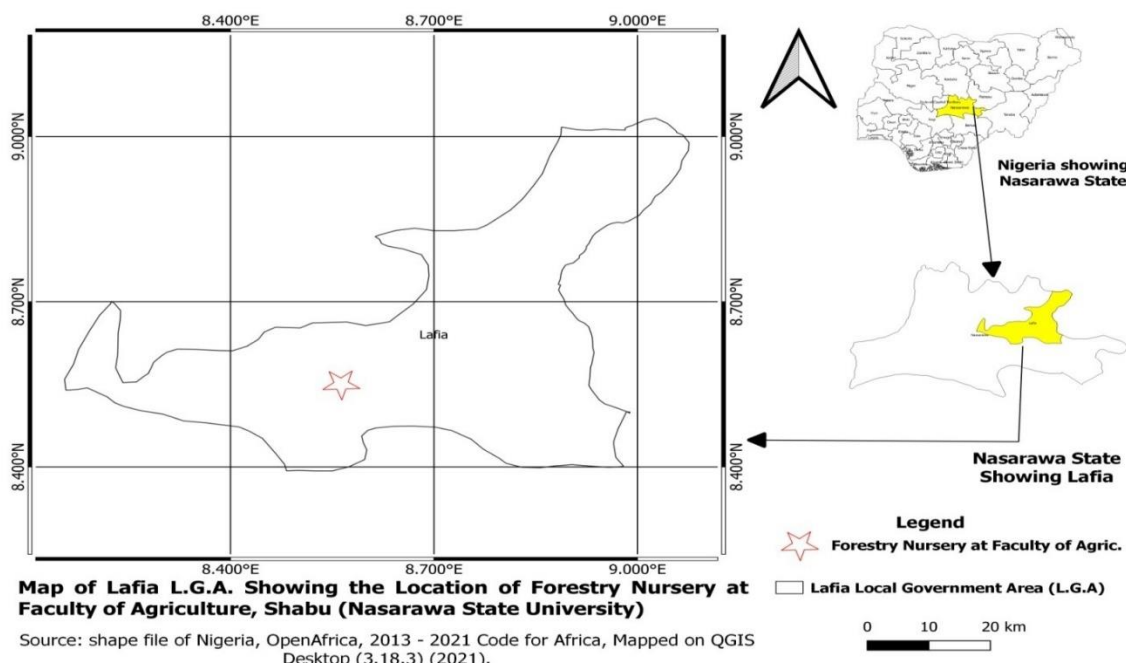 8.400°E 8.700°E 9.000°E
9.000°N 9.000°N
8.700°N 8.700°N
8.400°N 8.400°N
Lafia
8.400°E 8.700°E 9.000°E
Nigeria showing
Nasarawa State
Lafia
Nasarawa State
Showing Lafia
Legend
Forestry Nursery at Faculty of Agric.
Lafia Local Government Area (L.G.A)
0 10 20 km
Map of Lafia L.G.A. Showing the Location of Forestry Nursery at
Faculty of Agriculture, Shabu (Nasarawa State University)
Source: shape file of Nigeria, OpenAfrica, 2013 - 2021 Code for Africa, Mapped on QGIS
Desktop (3.18.3) (2021).